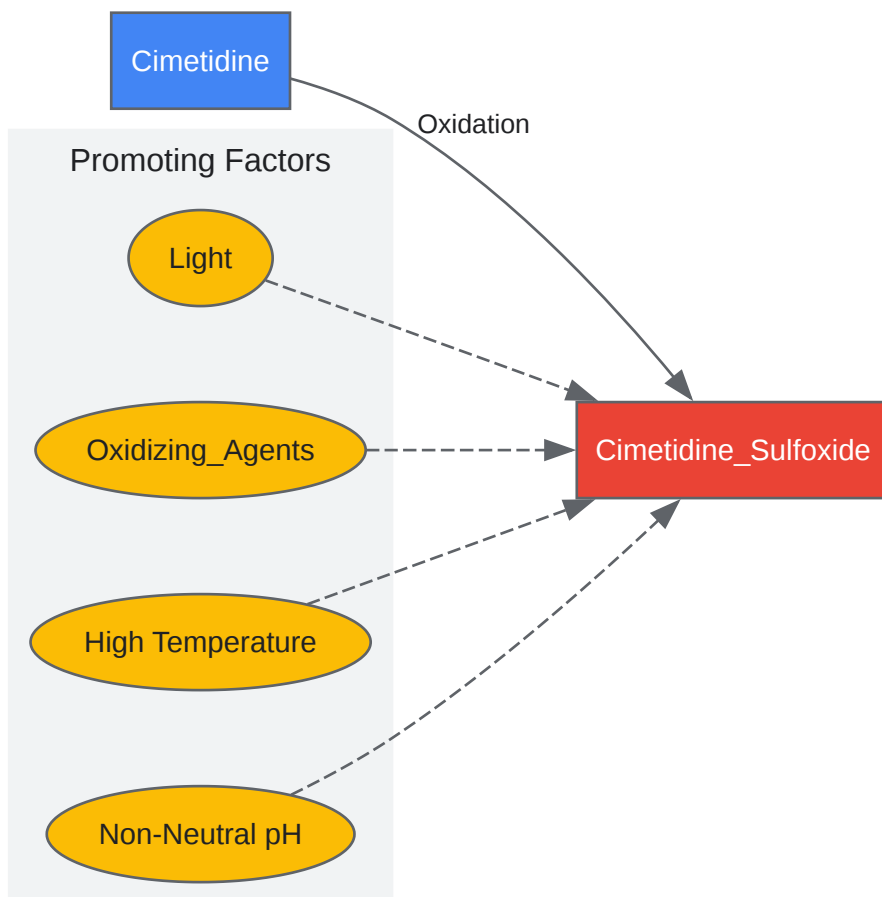 Cimetidine
Oxidation
Promoting Factors
Light
Oxidizing_Agents
Cimetidine_Sulfoxide
High Temperature
Non-Neutral pH